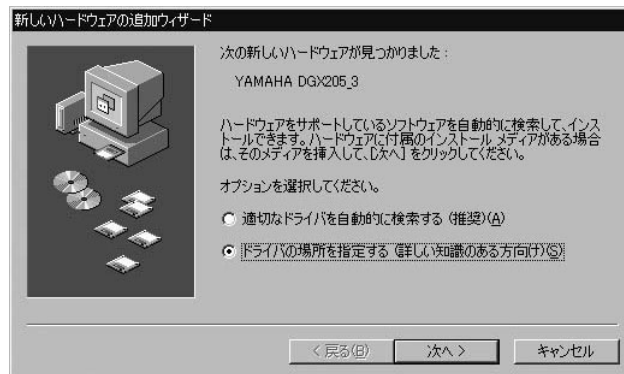 新しいハードウェアの追加ウィザード
次の新しいハードウェアが見つかりました :
YAMAHA DGX205_3
ハードウェアをサポートしているソフトウェアを自動的に検索して、インス
トールできます。ハードウェアに付属のインストール メディアがある場合
は、そのメディアを挿入して、[次へ] をクリックしてください。
オプションを選択してください。
適切なドライバを自動的に検索する (推奨)(A)
ドライバの場所を指定する (詳しい知識のある方向け)(S)
< 戻る(B)
次へ >
キャンセル